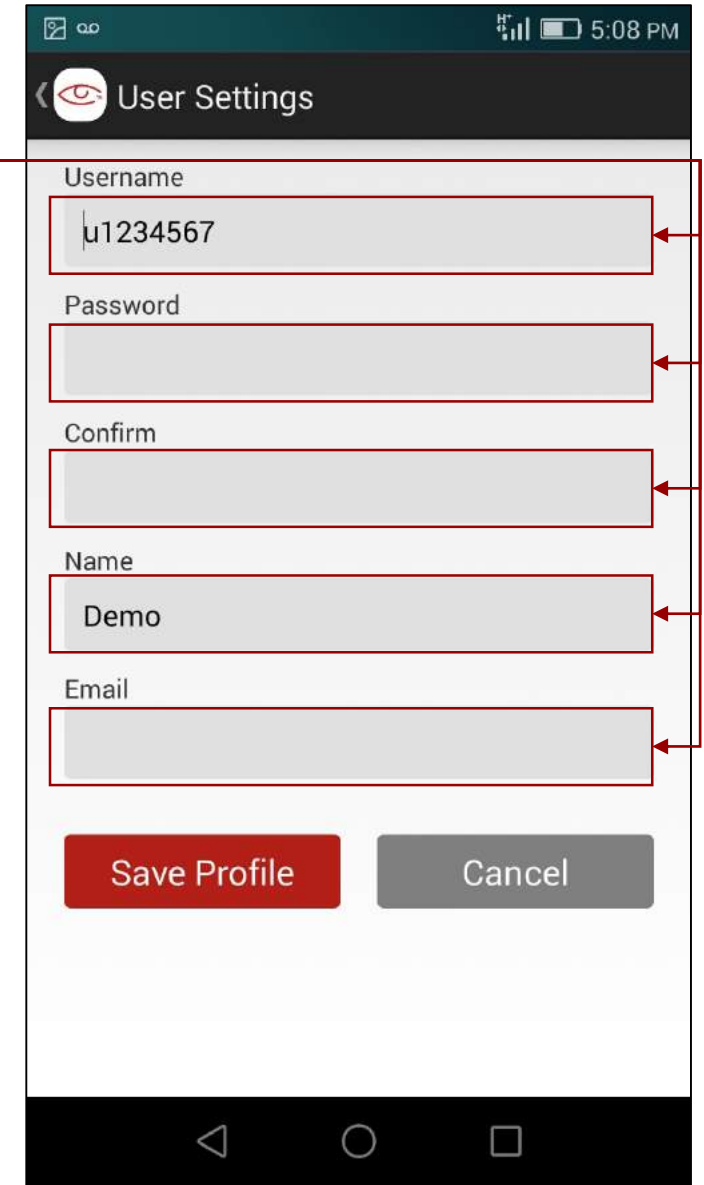 5:08 PM
User Settings
Username
u1234567
Password
Confirm
Name
Demo
Email
Save Profile
Cancel